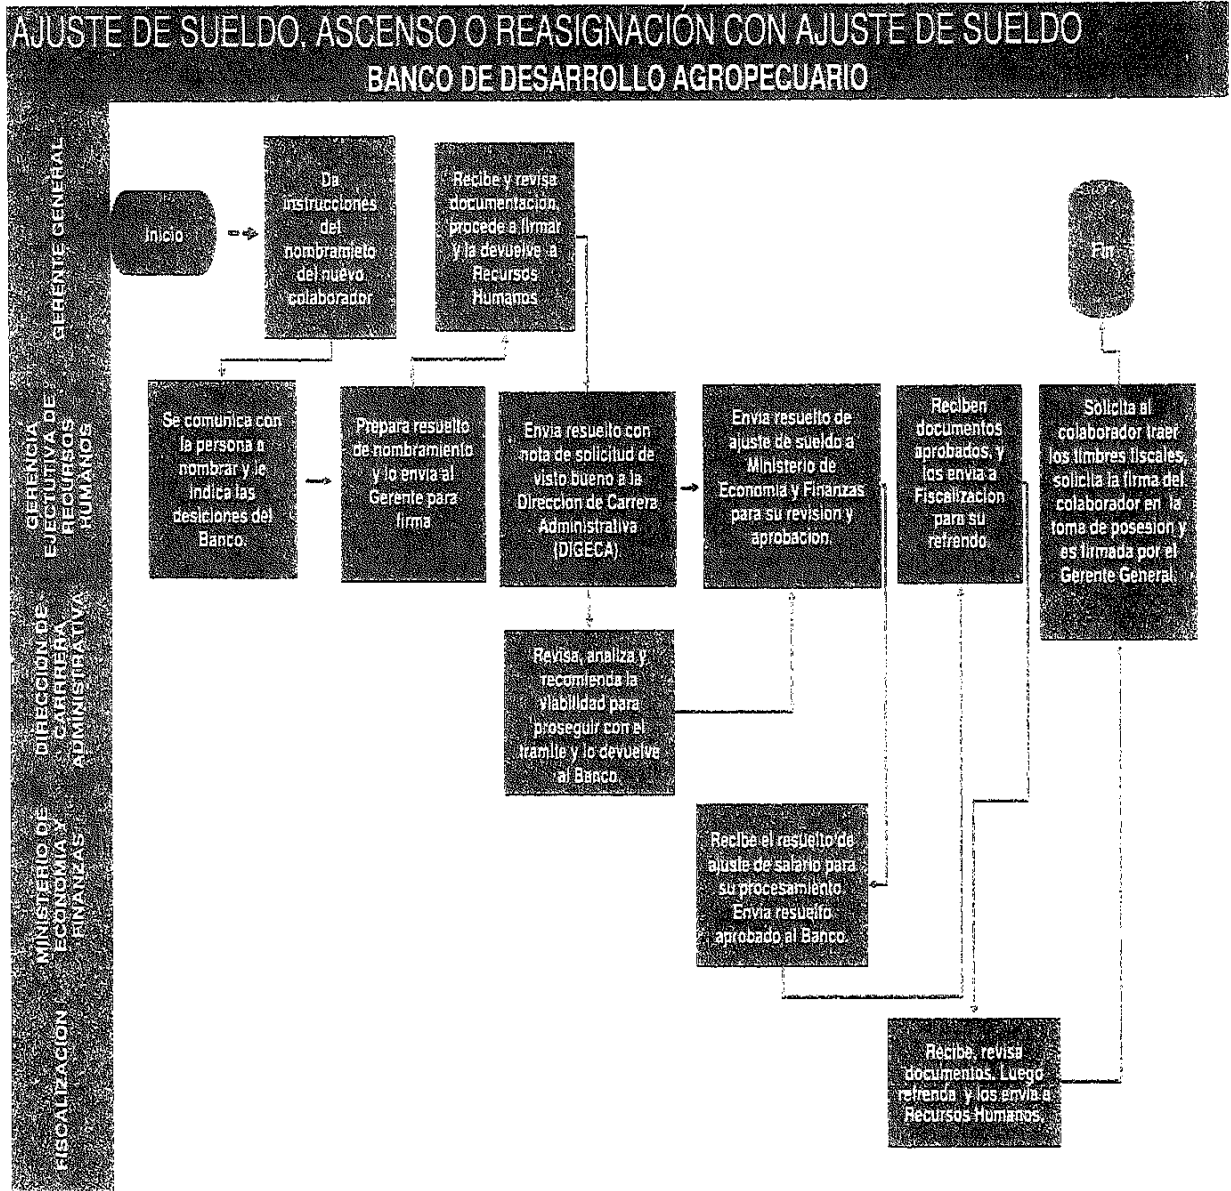 AJUSTE DE SUELDO, ASCENSO O REASIGNACIÓN CON AJUSTE DE SUELDO
BANCO DE DESARROLLO AGROPECUARIO
GERENTE GENERAL
Inicio
Da
instrucciones
del
nombramieto
del nuevo
colaborador
Recibe y revisa
documentación,
procede a firmar
y la devuelve a
Recursos
Humanos
Fin
GERENCIA
EJECTUTIVA DE
RECURSOS
HUMANOS
Se comunica con
la persona a
nombrar y le
indica las
desiciones del
Banco.
Prepara resuelto
de nombramiento
y lo envia al
Gerente para
firma
Envia resuelto con
nota de solicitud de
visto bueno a la
Direccion de Carrera
Administrativa
(DIGECA)
Envia resuelto de
ajuste de sueldo a
Ministerio de
Economia y Finanzas
para su revision y
aprobacion.
Reciben
documentos
aprobados, y
los envia a
Fiscalizacion
para su
refrendo
Solicita al
colaborador traer
los timbres fiscales,
solicita la firma del
colaborador en la
toma de posesion y
es firmada por el
Gerente General.
DIRECCION DE
CARRRERA
ADMINISTRATIVA
Revisa, analiza y
recomienda la
viabilidad para
proseguir con el
tramite y lo devuelve
al Banco.
MINISTERIO DE
ECONOMIA Y
FINANZAS
Recibe el resuelto de
ajuste de salario para
su procesamiento.
Envia resuelto
aprobado al Banco.
FISCALIZACION
Recibe, revisa
documentos. Luego
refrenda y los envia a
Recursos Humanos.